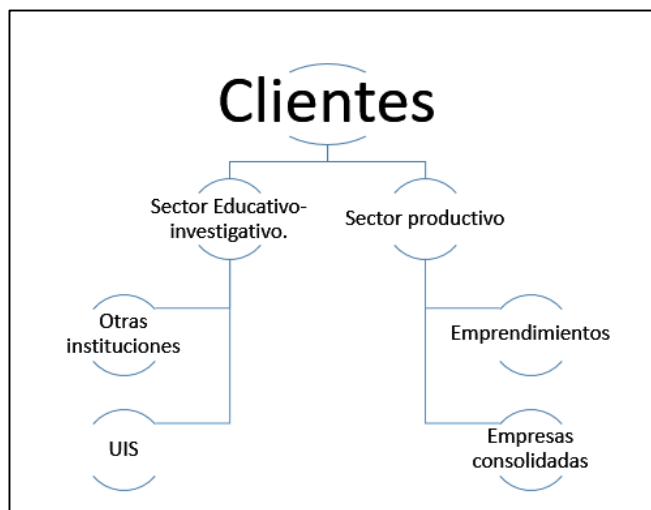 Clientes
Sector Educativo-
investigativo.
Sector productivo
Otras
instituciones
Emprendimientos
UIS
Empresas
consolidadas